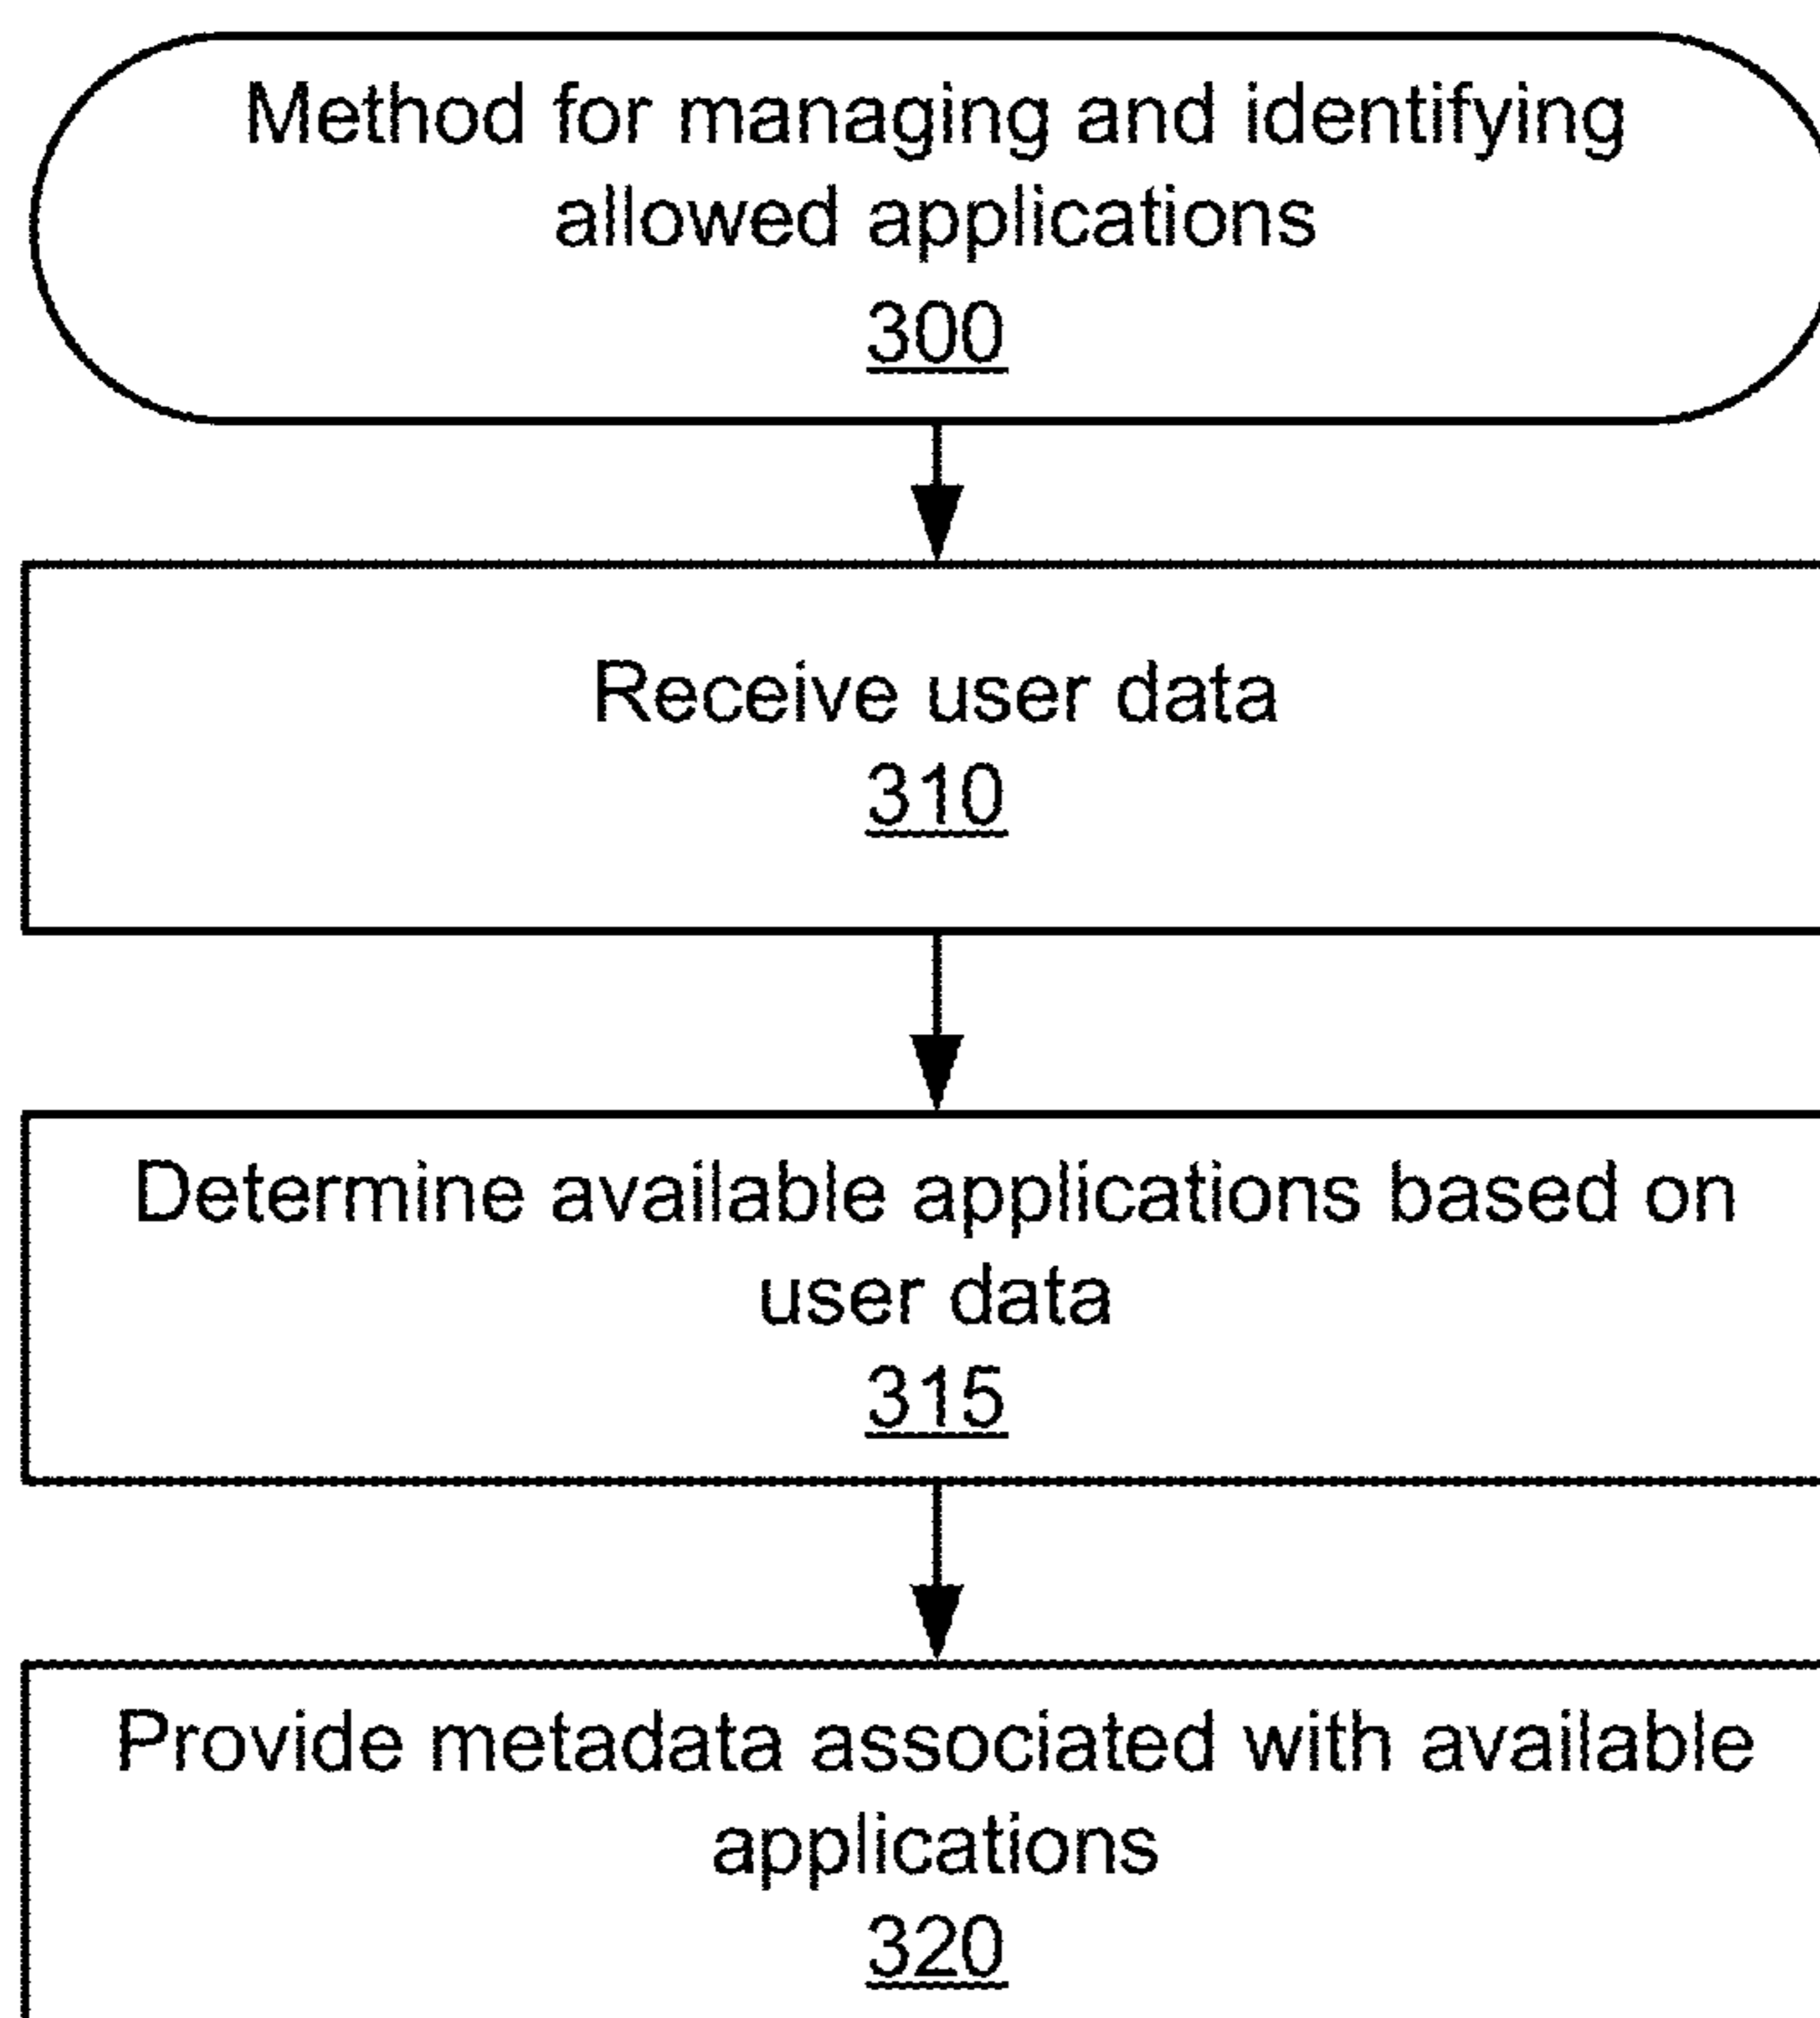 Method for managing and identifying
allowed applications
300
Receive user data
310
Determine available applications based on
user data
315
Provide metadata associated with available
applications
320